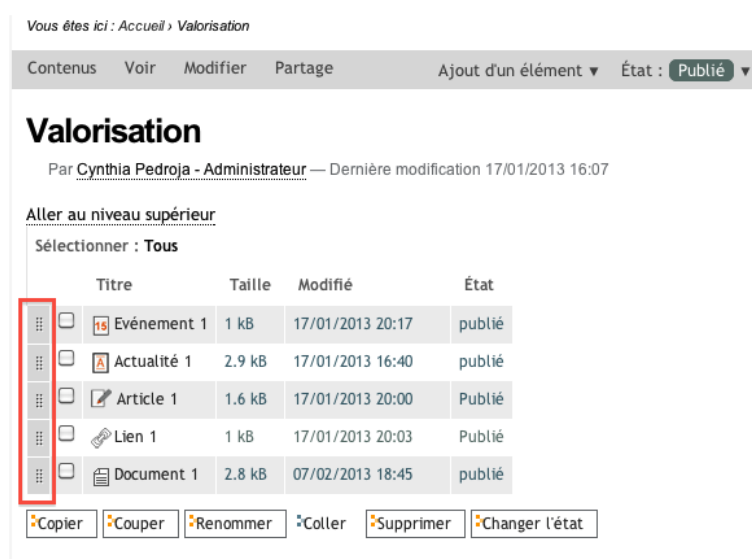 Vous êtes ici : Accueil › Valorisation
Contenus Voir Modifier Partage Ajout d'un élément ▼ État : Publié ▼
Valorisation
Par Cynthia Pedroja - Administrateur — Dernière modification 17/01/2013 16:07
Aller au niveau supérieur
Sélectionner : Tous
Titre Taille Modifié État
15 Evénement 1 1 kB 17/01/2013 20:17 publié
A Actualité 1 2.9 kB 17/01/2013 16:40 publié
Article 1 1.6 kB 17/01/2013 20:00 Publié
Lien 1 1 kB 17/01/2013 20:03 Publié
Document 1 2.8 kB 07/02/2013 18:45 publié
Copier Couper Renommer Coller Supprimer Changer l'état